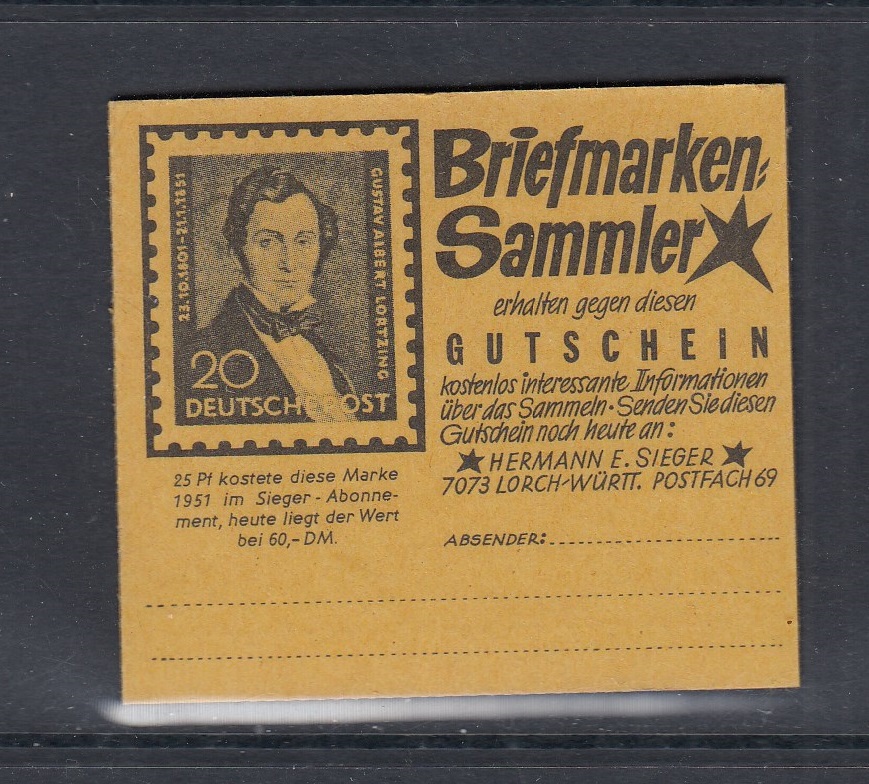 23.10.1801-21.1.1851
GUSTAV ALBERT LORTZING
20
DEUTSCHE POST
25 Pf kostete diese Marke
1951 im Sieger-Abonne-
ment, heute liegt der Wert
bei 60,-DM.
Briefmarken-
Sammler
erhalten gegen diesen
GUTSCHEIN
kostenlos interessante Informationen
über das Sammeln·Senden Sie diesen
Gutschein noch heute an:
HERMANN E. SIEGER
7073 LORCH-WÜRTT. POSTFACH 69
ABSENDER: